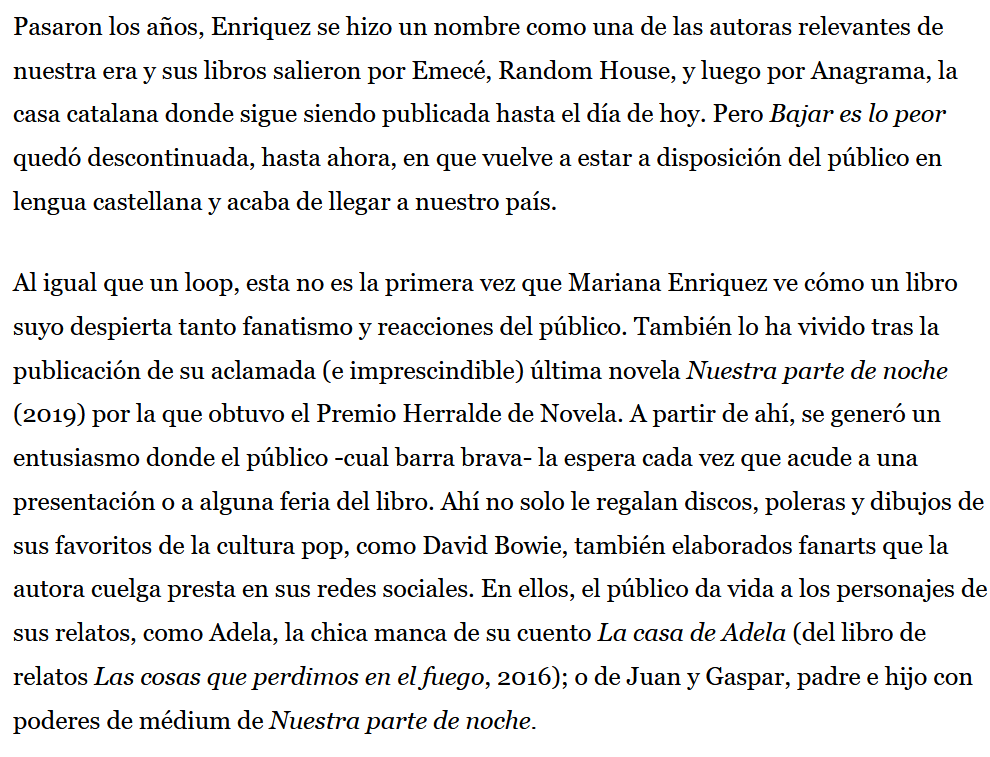 Pasaron los años, Enriquez se hizo un nombre como una de las autoras relevantes de
nuestra era y sus libros salieron por Emecé, Random House, y luego por Anagrama, la
casa catalana donde sigue siendo publicada hasta el día de hoy. Pero Bajar es lo peor
quedó descontinuada, hasta ahora, en que vuelve a estar a disposición del público en
lengua castellana y acaba de llegar a nuestro país.
Al igual que un loop, esta no es la primera vez que Mariana Enriquez ve cómo un libro
suyo despierta tanto fanatismo y reacciones del público. También lo ha vivido tras la
publicación de su aclamada (e imprescindible) última novela Nuestra parte de noche
(2019) por la que obtuvo el Premio Herralde de Novela. A partir de ahí, se generó un
entusiasmo donde el público -cual barra brava- la espera cada vez que acude a una
presentación o a alguna feria del libro. Ahí no solo le regalan discos, poleras y dibujos de
sus favoritos de la cultura pop, como David Bowie, también elaborados fanarts que la
autora cuelga presta en sus redes sociales. En ellos, el público da vida a los personajes de
sus relatos, como Adela, la chica manca de su cuento La casa de Adela (del libro de
relatos Las cosas que perdimos en el fuego, 2016); o de Juan y Gaspar, padre e hijo con
poderes de médium de Nuestra parte de noche.